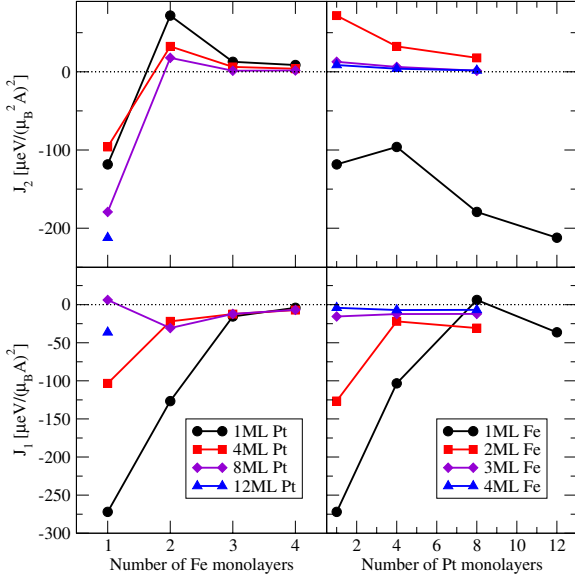 J₂ [μeV/(μ_B² A)²]
0
-100
-200
J₁ [μeV/(μ_B A)²]
0
-50
-100
-150
-200
-250
-300
1ML Pt
4ML Pt
8ML Pt
12ML Pt
1ML Fe
2ML Fe
3ML Fe
4ML Fe
1 2 3 4
2 4 6 8 10 12
Number of Fe monolayers
Number of Pt monolayers